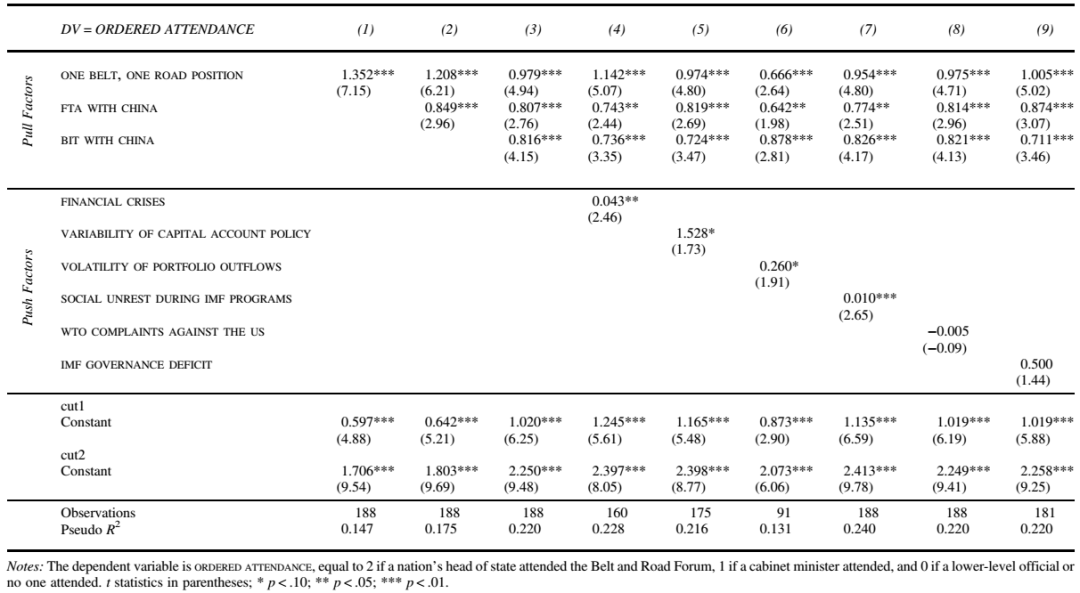 DV = ORDERED ATTENDANCE (1) (2) (3) (4) (5) (6) (7) (8) (9)
Pull Factors
ONE BELT, ONE ROAD POSITION 1.352*** 1.208*** 0.979*** 1.142*** 0.974*** 0.666*** 0.954*** 0.975*** 1.005***
(7.15) (6.21) (4.94) (5.07) (4.80) (2.64) (4.80) (4.71) (5.02)
FTA WITH CHINA 0.849*** 0.807*** 0.743** 0.819*** 0.642** 0.774** 0.814*** 0.874***
(2.96) (2.76) (2.44) (2.69) (1.98) (2.51) (2.96) (3.07)
BIT WITH CHINA 0.816*** 0.736*** 0.724*** 0.878*** 0.826*** 0.821*** 0.711***
(4.15) (3.35) (3.47) (2.81) (4.17) (4.13) (3.46)
Push Factors
FINANCIAL CRISES 0.043**
(2.46)
VARIABILITY OF CAPITAL ACCOUNT POLICY 1.528*
(1.73)
VOLATILITY OF PORTFOLIO OUTFLOWS 0.260*
(1.91)
SOCIAL UNREST DURING IMF PROGRAMS 0.010***
(2.65)
WTO COMPLAINTS AGAINST THE US −0.005
(−0.09)
IMF GOVERNANCE DEFICIT 0.500
(1.44)
cut1
Constant 0.597*** 0.642*** 1.020*** 1.245*** 1.165*** 0.873*** 1.135*** 1.019*** 1.019***
(4.88) (5.21) (6.25) (5.61) (5.48) (2.90) (6.59) (6.19) (5.88)
cut2
Constant 1.706*** 1.803*** 2.250*** 2.397*** 2.398*** 2.073*** 2.413*** 2.249*** 2.258***
(9.54) (9.69) (9.48) (8.05) (8.77) (6.06) (9.78) (9.41) (9.25)
Observations 188 188 188 160 175 91 188 188 181
Pseudo R² 0.147 0.175 0.220 0.228 0.216 0.131 0.240 0.220 0.220
Notes: The dependent variable is ORDERED ATTENDANCE, equal to 2 if a nation's head of state attended the Belt and Road Forum, 1 if a cabinet minister attended, and 0 if a lower-level official or
no one attended. t statistics in parentheses; * p < .10; ** p < .05; *** p < .01.